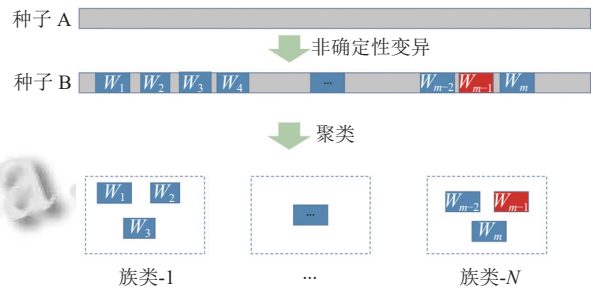 种子 A
非确定性变异
种子 B W₁ W₂ W₃ W₄ ... Wₘ₋₂ Wₘ₋₁ Wₘ
聚类
W₁ W₂ ... Wₘ₋₂ Wₘ₋₁
W₃ Wₘ
族类-1 ... 族类-N